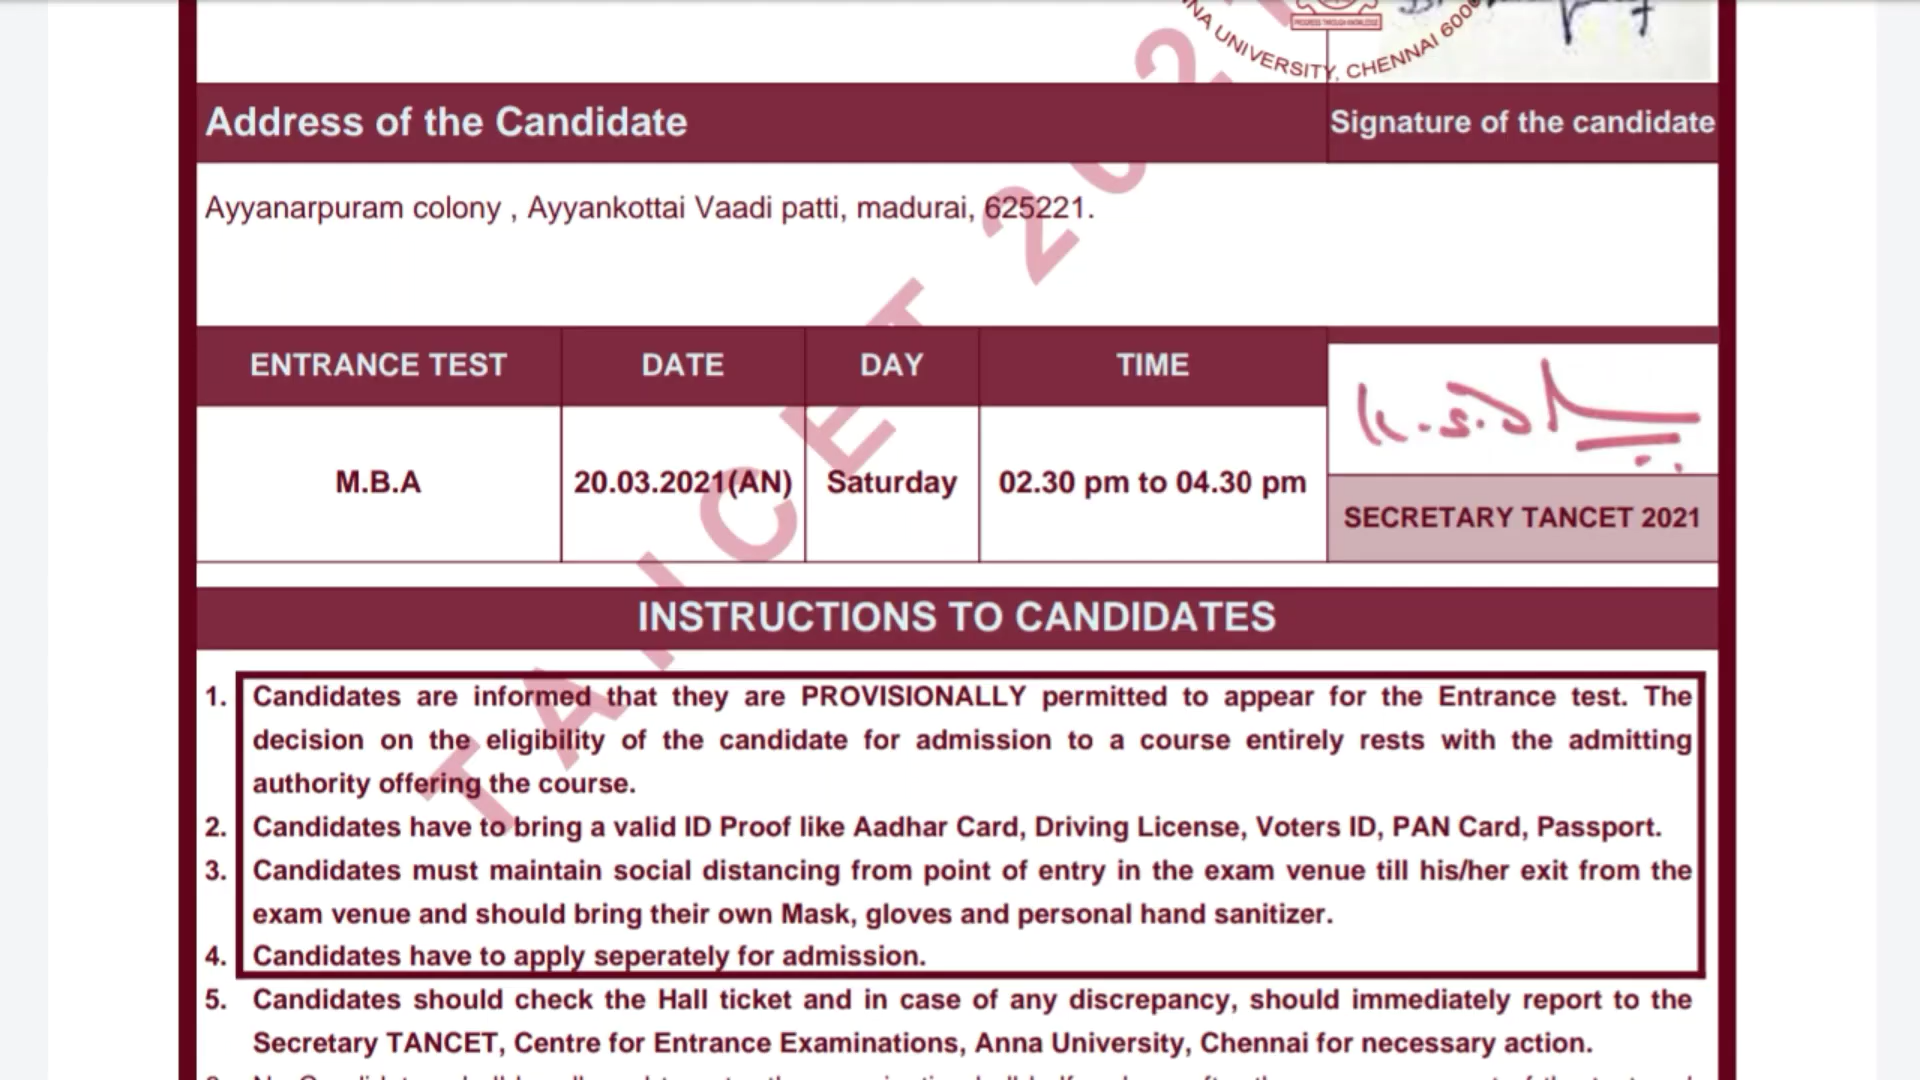 PROGRESS THROUGH KNOWLEDGE
NA UNIVERSITY, CHENNAI 600
Address of the Candidate
Signature of the candidate
Ayyanarpuram colony , Ayyankottai Vaadi patti, madurai, 625221.
TANCET 202
ENTRANCE TEST DATE DAY TIME
M.B.A 20.03.2021(AN) Saturday 02.30 pm to 04.30 pm
SECRETARY TANCET 2021
INSTRUCTIONS TO CANDIDATES
1. Candidates are informed that they are PROVISIONALLY permitted to appear for the Entrance test. The
decision on the eligibility of the candidate for admission to a course entirely rests with the admitting
authority offering the course.
2. Candidates have to bring a valid ID Proof like Aadhar Card, Driving License, Voters ID, PAN Card, Passport.
3. Candidates must maintain social distancing from point of entry in the exam venue till his/her exit from the
exam venue and should bring their own Mask, gloves and personal hand sanitizer.
4. Candidates have to apply seperately for admission.
5. Candidates should check the Hall ticket and in case of any discrepancy, should immediately report to the
Secretary TANCET, Centre for Entrance Examinations, Anna University, Chennai for necessary action.